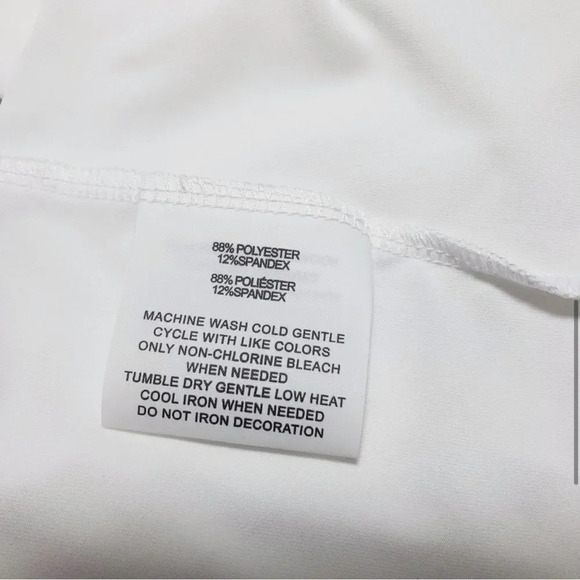 88% POLYESTER
12%SPANDEX
88% POLIÉSTER
12%SPANDEX
MACHINE WASH COLD GENTLE
CYCLE WITH LIKE COLORS
ONLY NON-CHLORINE BLEACH
WHEN NEEDED
TUMBLE DRY GENTLE LOW HEAT
COOL IRON WHEN NEEDED
DO NOT IRON DECORATION